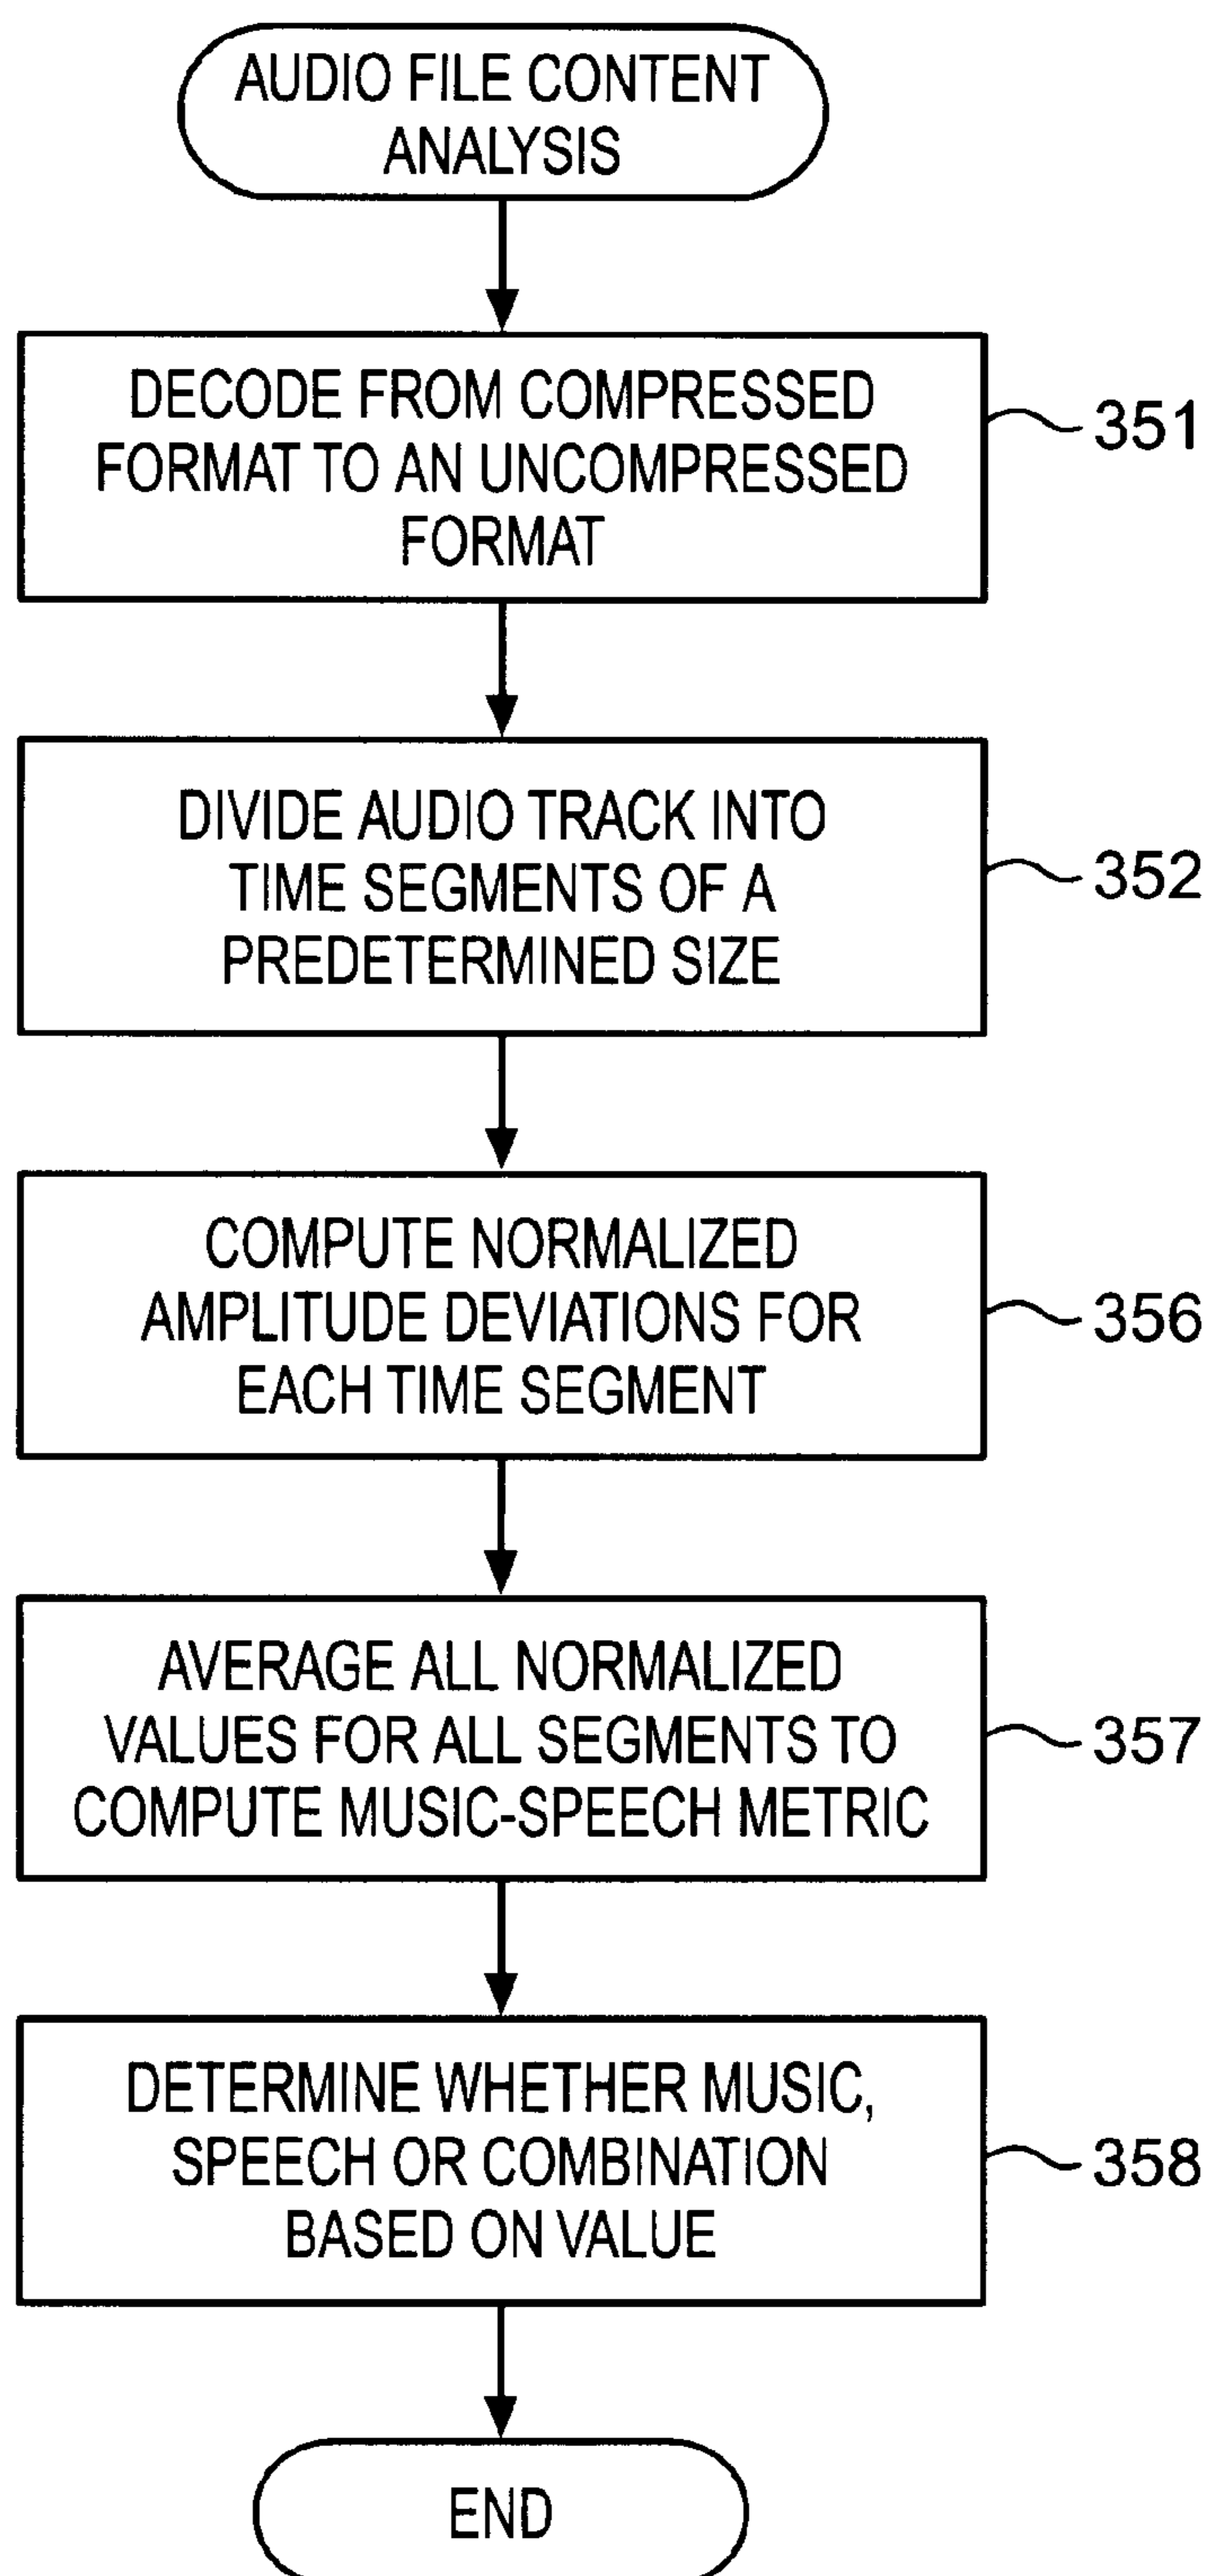 AUDIO FILE CONTENT
ANALYSIS
DECODE FROM COMPRESSED
FORMAT TO AN UNCOMPRESSED
FORMAT
351
DIVIDE AUDIO TRACK INTO
TIME SEGMENTS OF A
PREDETERMINED SIZE
352
COMPUTE NORMALIZED
AMPLITUDE DEVIATIONS FOR
EACH TIME SEGMENT
356
AVERAGE ALL NORMALIZED
VALUES FOR ALL SEGMENTS TO
COMPUTE MUSIC-SPEECH METRIC
357
DETERMINE WHETHER MUSIC,
SPEECH OR COMBINATION
BASED ON VALUE
358
END